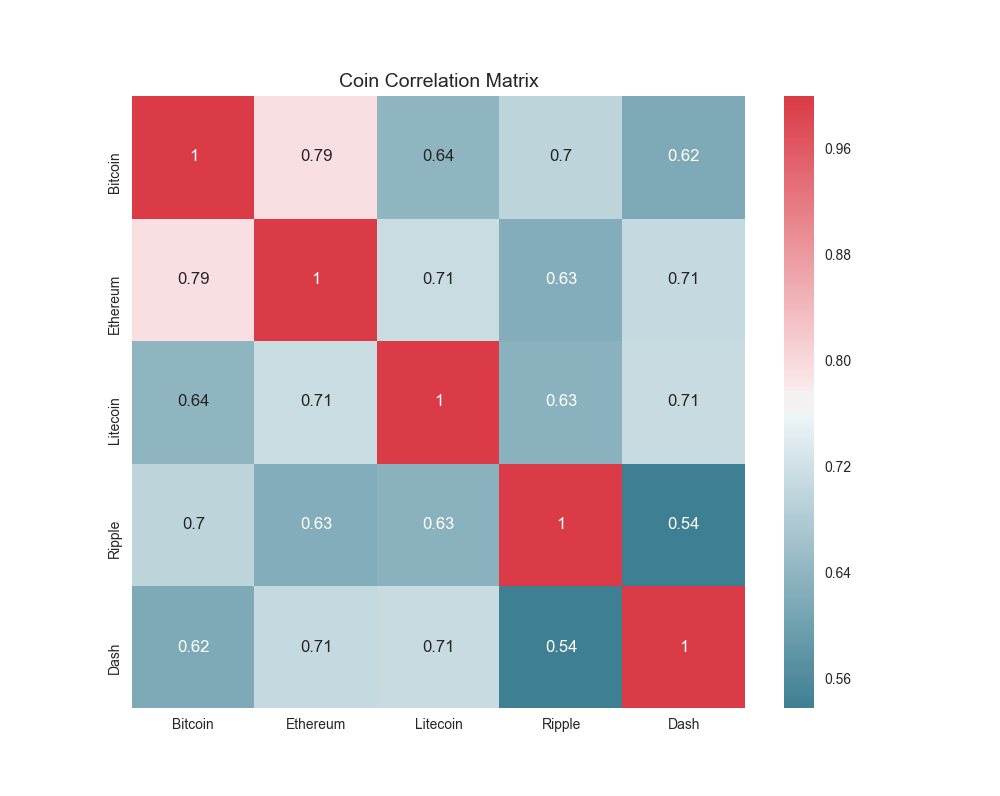 Coin Correlation Matrix
Bitcoin 1 0.79 0.64 0.7 0.62
Ethereum 0.79 1 0.71 0.63 0.71
Litecoin 0.64 0.71 1 0.63 0.71
Ripple 0.7 0.63 0.63 1 0.54
Dash 0.62 0.71 0.71 0.54 1
Bitcoin Ethereum Litecoin Ripple Dash
0.96
0.88
0.80
0.72
0.64
0.56